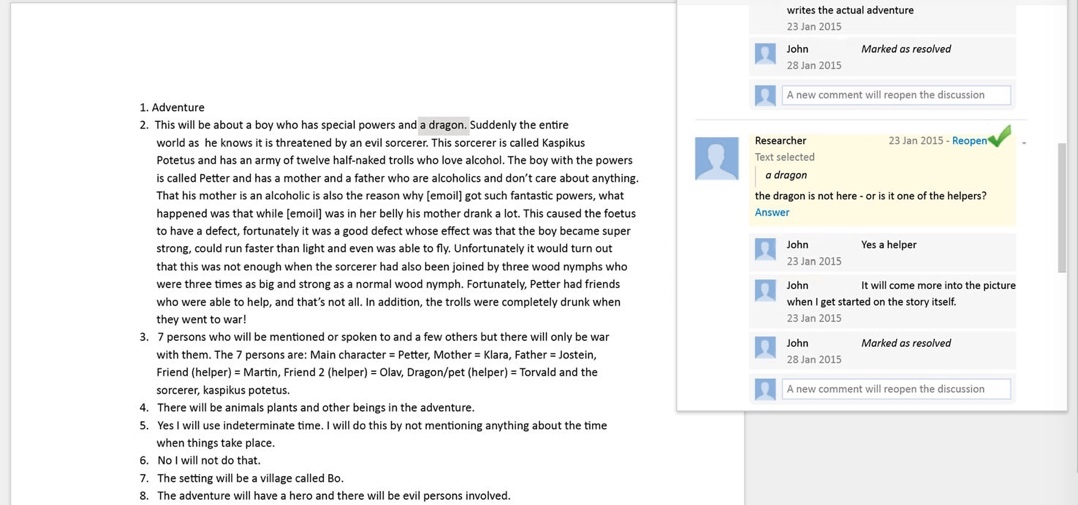 1. Adventure
2. This will be about a boy who has special powers and a dragon. Suddenly the entire
world as he knows it is threatened by an evil sorcerer. This sorcerer is called Kaspikus
Potetus and has an army of twelve half-naked trolls who love alcohol. The boy with the powers
is called Petter and has a mother and a father who are alcoholics and don't care about anything.
That his mother is an alcoholic is also the reason why [emoil] got such fantastic powers, what
happened was that while [emoil] was in her belly his mother drank a lot. This caused the foetus
to have a defect, fortunately it was a good defect whose effect was that the boy became super
strong, could run faster than light and even was able to fly. Unfortunately it would turn out
that this was not enough when the sorcerer had also been joined by three wood nymphs who
were three times as big and strong as a normal wood nymph. Fortunately, Petter had friends
who were able to help, and that's not all. In addition, the trolls were completely drunk when
they went to war!
3. 7 persons who will be mentioned or spoken to and a few others but there will only be war
with them. The 7 persons are: Main character = Petter, Mother = Klara, Father = Jostein,
Friend (helper) = Martin, Friend 2 (helper) = Olav, Dragon/pet (helper) = Torvald and the
sorcerer, kaspikus potetus.
4. There will be animals plants and other beings in the adventure.
5. Yes I will use indeterminate time. I will do this by not mentioning anything about the time
when things take place.
6. No I will not do that.
7. The setting will be a village called Bo.
8. The adventure will have a hero and there will be evil persons involved.
writes the actual adventure
23 Jan 2015
John Marked as resolved
28 Jan 2015
A new comment will reopen the discussion
Researcher 23 Jan 2015 - Reopen
Text selected
a dragon
the dragon is not here - or is it one of the helpers?
Answer
John Yes a helper
23 Jan 2015
John It will come more into the picture
when I get started on the story itself.
23 Jan 2015
John Marked as resolved
28 Jan 2015
A new comment will reopen the discussion